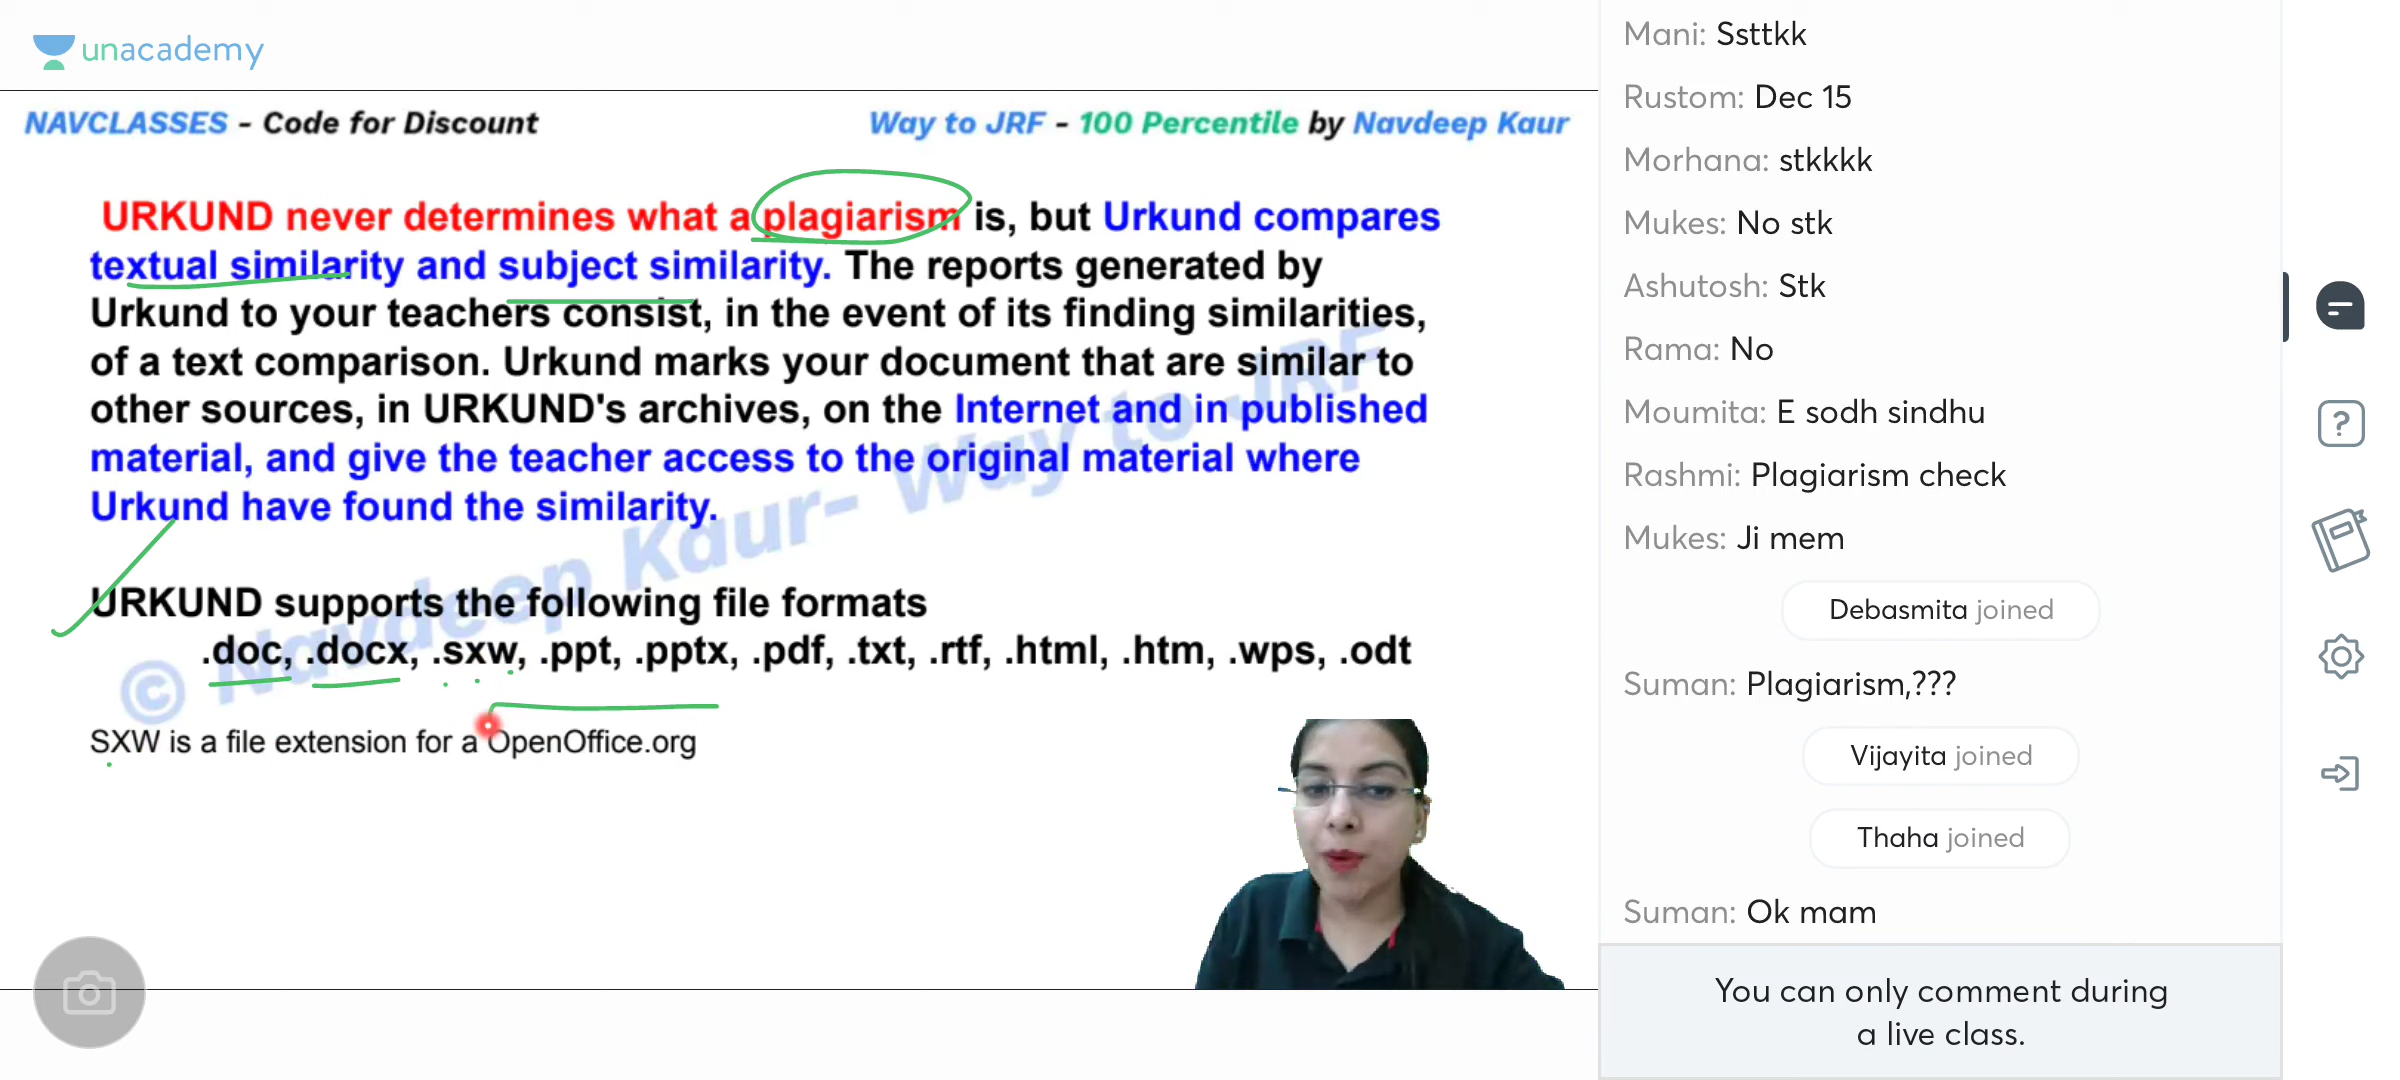 unacademy
NAVCLASSES - Code for Discount
Way to JRF - 100 Percentile by Navdeep Kaur
URKUND never determines what a plagiarism is, but Urkund compares
textual similarity and subject similarity. The reports generated by
Urkund to your teachers consist, in the event of its finding similarities,
of a text comparison. Urkund marks your document that are similar to
other sources, in URKUND's archives, on the Internet and in published
material, and give the teacher access to the original material where
Urkund have found the similarity.
URKUND supports the following file formats
.doc, .docx, .sxw, .ppt, .pptx, .pdf, .txt, .rtf, .html, .htm, .wps, .odt
SXW is a file extension for a OpenOffice.org
© Navdeep Kaur- Way to JRF
Mani: Ssttkk
Rustom: Dec 15
Morhana: stkkkk
Mukes: No stk
Ashutosh: Stk
Rama: No
Moumita: E sodh sindhu
Rashmi: Plagiarism check
Mukes: Ji mem
Debasmita joined
Suman: Plagiarism,???
Vijayita joined
Thaha joined
Suman: Ok mam
You can only comment during
a live class.
?